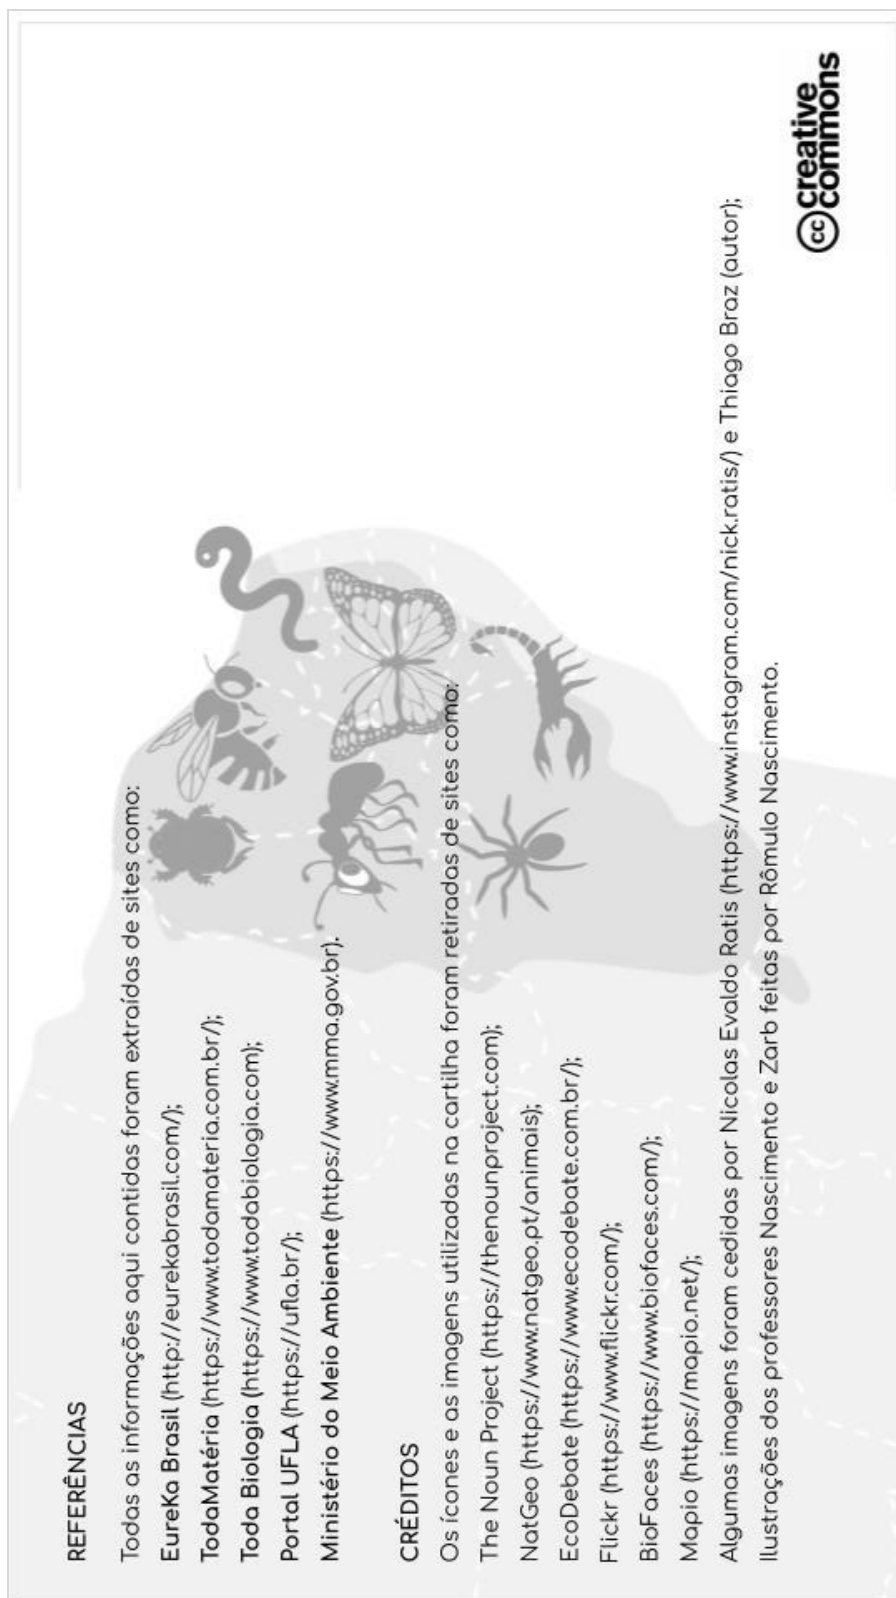 REFERÊNCIAS
Todas as informações aqui contidas foram extraídas de sites como:
EureKa Brasil (http://eurekabrasil.com/);
TodaMatéria (https://www.todamateria.com.br/);
Toda Biologia (https://www.todabiologia.com);
Portal UFLA (https://ufla.br/);
Ministério do Meio Ambiente (https://www.mma.gov.br).
CRÉDITOS
Os ícones e as imagens utilizadas na cartilha foram retiradas de sites como:
The Noun Project (https://thenounproject.com);
NatGeo (https://www.natgeo.pt/animais);
EcoDebate (https://www.ecodebate.com.br/);
Flickr (https://www.flickr.com/);
BioFaces (https://www.biofaces.com/);
Mapio (https://mapio.net/);
Algumas imagens foram cedidas por Nicolas Evaldo Ratis (https://www.instagram.com/nick.ratis/) e Thiago Braz (autor);
Ilustrações dos professores Nascimento e Zarb feitas por Rômulo Nascimento.
cc creative
commons